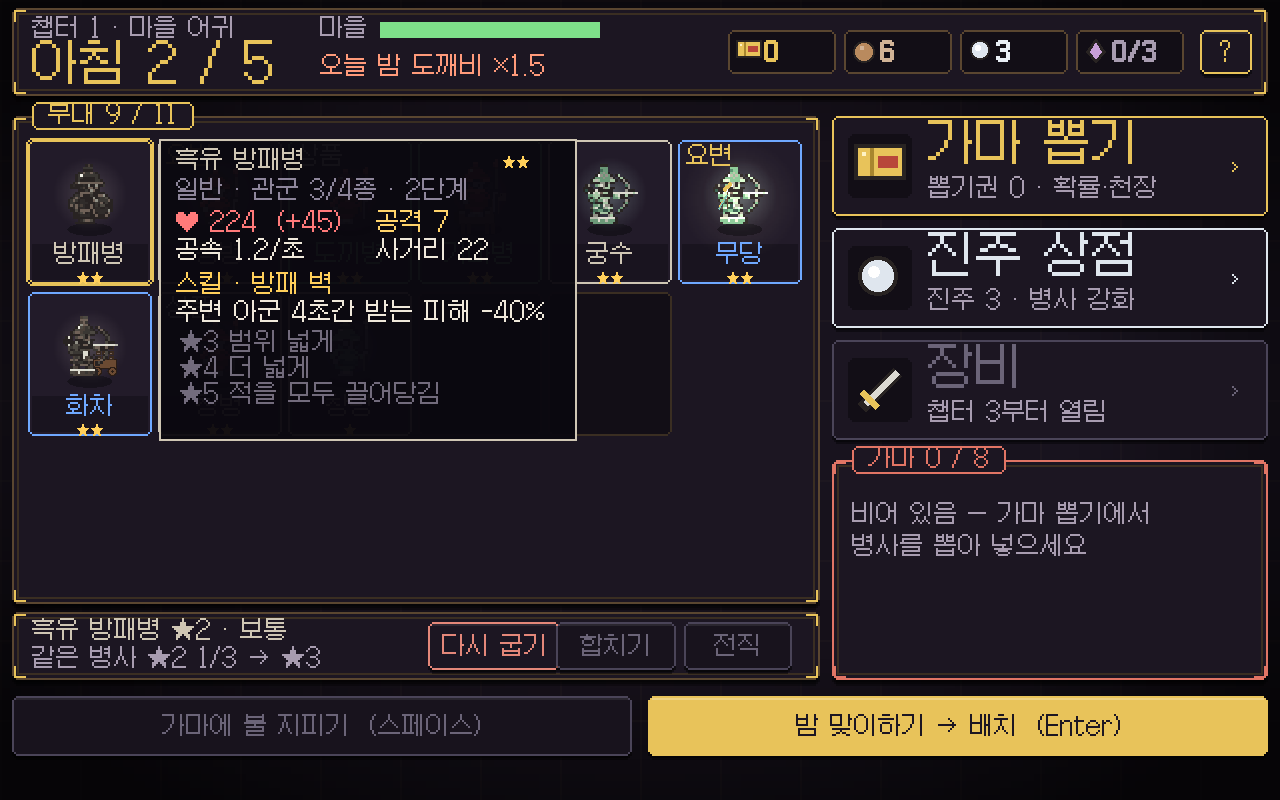 챕터 1 · 마을 어귀
아침 2 / 5
마을
오늘 밤 도깨비 ×1.5
0
6
3
0/3
?
부대 9 / 11
방패병
★★
흑유 방패병 ★★
일반 · 관군 3/4종 · 2단계
♥ 224 (+45) 공격 7
공속 1.2/초 사거리 22
스킬 · 방패 벽
주변 아군 4초간 받는 피해 -40%
★3 범위 넓게
★4 더 넓게
★5 적을 모두 끌어당김
궁수
★★
요변
무당
★★
화차
★★
가마 뽑기
뽑기권 0 · 확률·천장
진주 상점
진주 3 · 병사 강화
장비
챕터 3부터 열림
가마 0 / 8
비어 있음 — 가마 뽑기에서
병사를 뽑아 넣으세요
흑유 방패병 ★2 · 보통
같은 병사 ★2 1/3 → ★3
다시 굽기
합치기
전직
가마에 불 지피기 (스페이스)
밤 맞이하기 → 배치 (Enter)